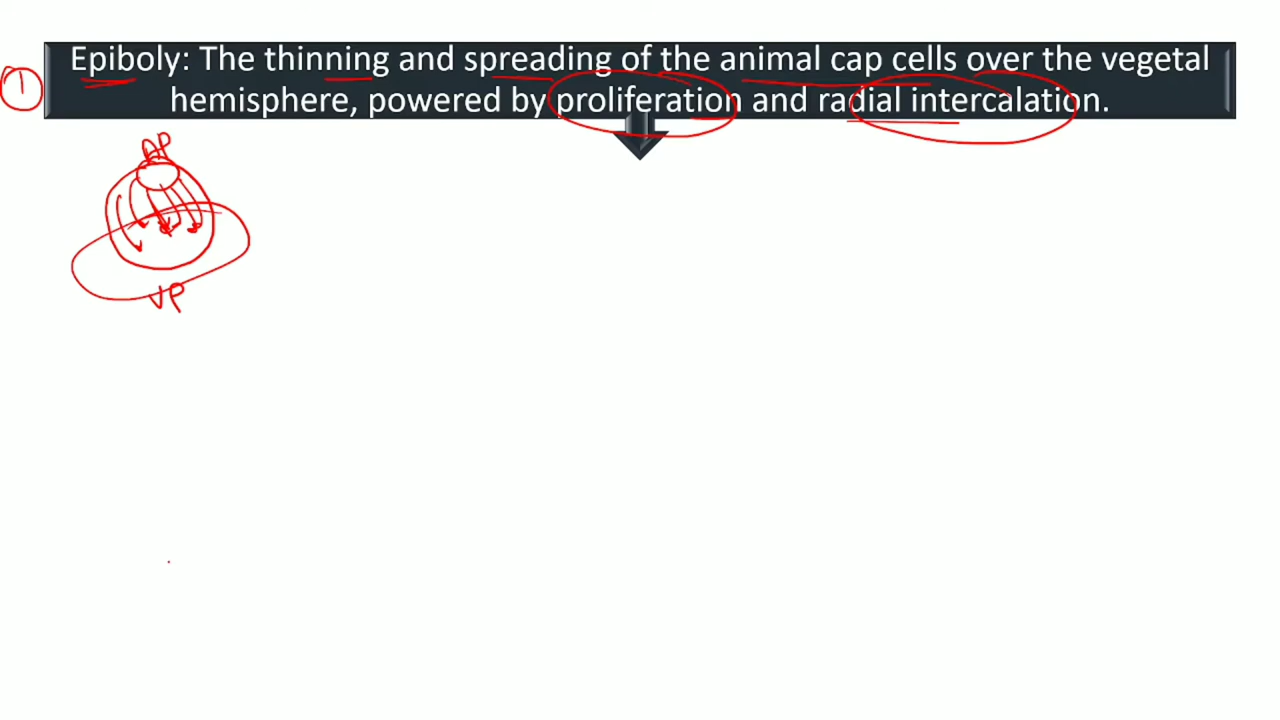 Epiboly: The thinning and spreading of the animal cap cells over the vegetal
hemisphere, powered by proliferation and radial intercalation.
1
AP
VP